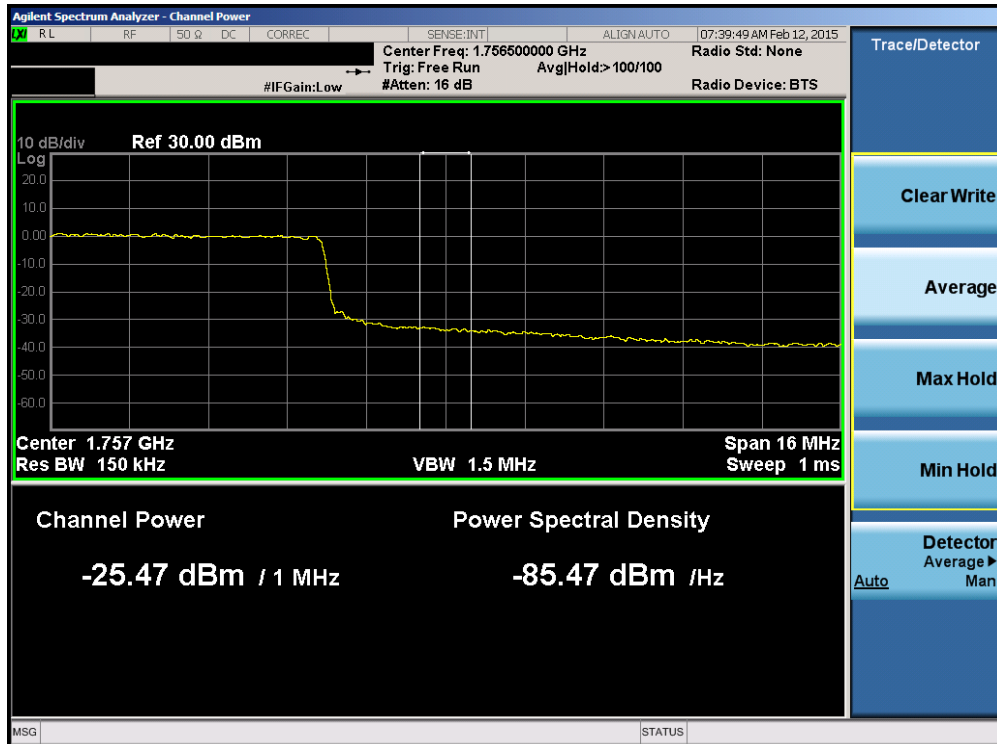 Agilent Spectrum Analyzer - Channel Power
LXI RL RF 50 Ω DC CORREC SENSE:INT ALIGN AUTO 07:39:49 AM Feb 12, 2015
Center Freq: 1.756500000 GHz Radio Std: None
Trig: Free Run Avg|Hold:> 100/100
#IFGain:Low #Atten: 16 dB Radio Device: BTS
10 dB/div Ref 30.00 dBm
Log
20.0
10.0
0.00
-10.0
-20.0
-30.0
-40.0
-50.0
-60.0
Center 1.757 GHz Span 16 MHz
Res BW 150 kHz VBW 1.5 MHz Sweep 1 ms
Channel Power Power Spectral Density
-25.47 dBm / 1 MHz -85.47 dBm /Hz
MSG STATUS
Trace/Detector
Clear Write
Average
Max Hold
Min Hold
Detector
Average▶
Auto Man